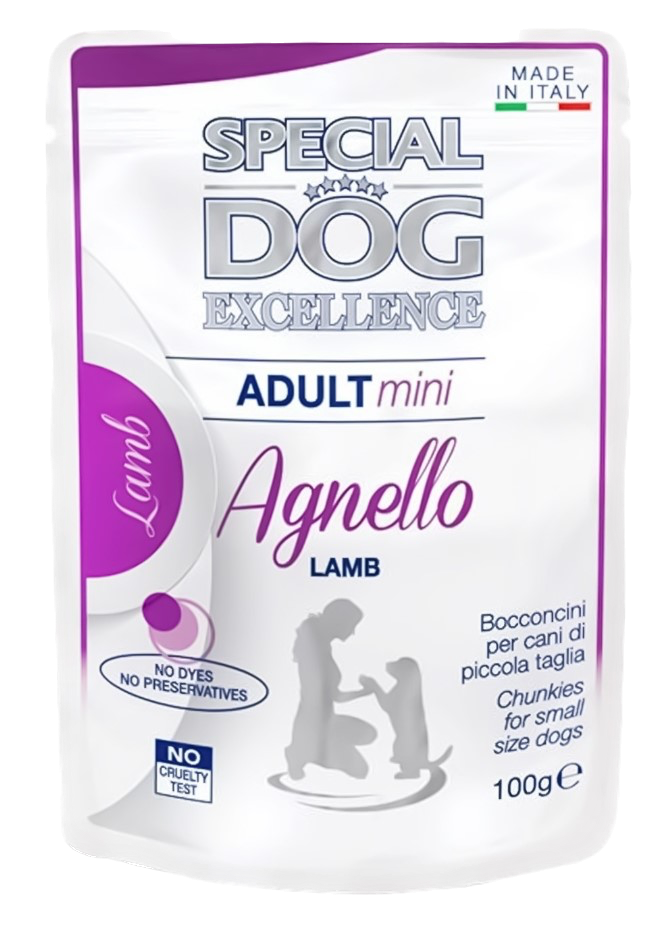 MADE
IN ITALY
SPECIAL
DOG
EXCELLENCE
ADULT mini
Lamb
Agnello
LAMB
Bocconcini
per cani di
piccola taglia
Chunkies
for small
size dogs
100g ℮
NO DYES
NO PRESERVATIVES
NO
CRUELTY
TEST